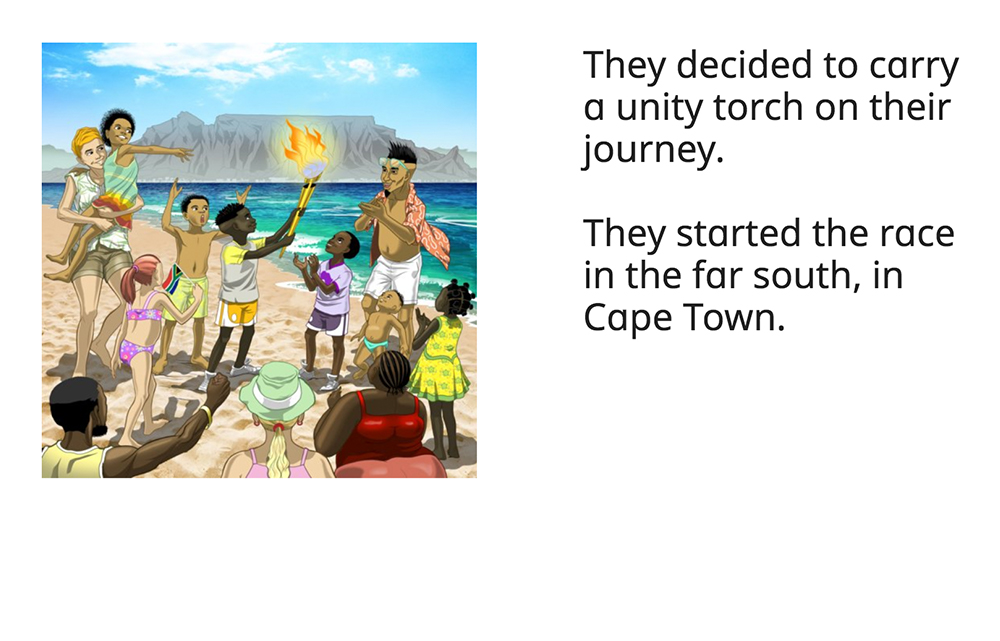 They decided to carry
a unity torch on their
journey.
They started the race
in the far south, in
Cape Town.